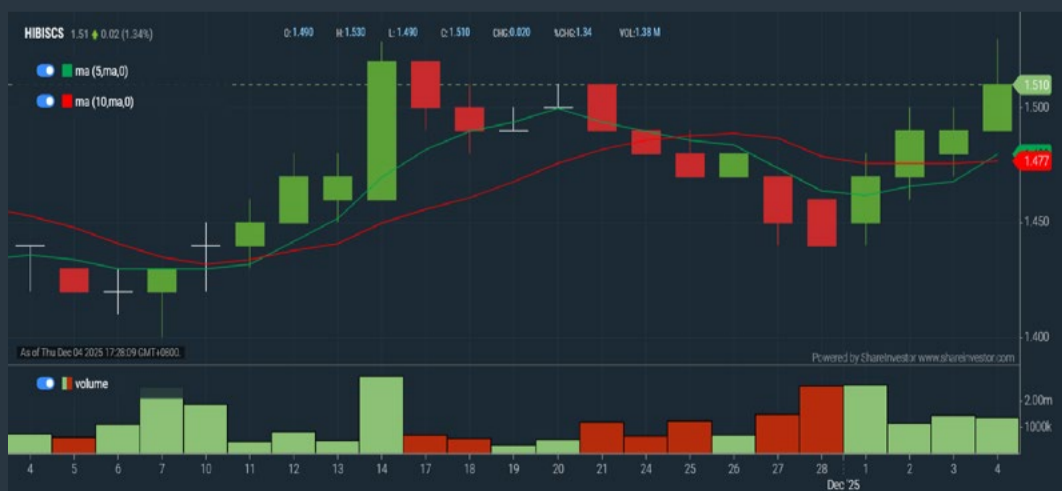 HIBISCS 1.51 0.02 (1.34%) O:1.490 H:1.530 L:1.490 C:1.510 CHG:0.020 %CHG:1.34 VOL:1.38 M
ma (5,ma,0)
ma (10,ma,0)
1.510
1.500
1.477
1.450
1.400
As of Thu Dec 04 2025 17:28:09 GMT+0800.
Powered by ShareInvestor www.shareinvestor.com
volume
2.00m
1000k
4 5 6 7 10 11 12 13 14 17 18 19 20 21 24 25 26 27 28 1 2 3 4
Dec '25